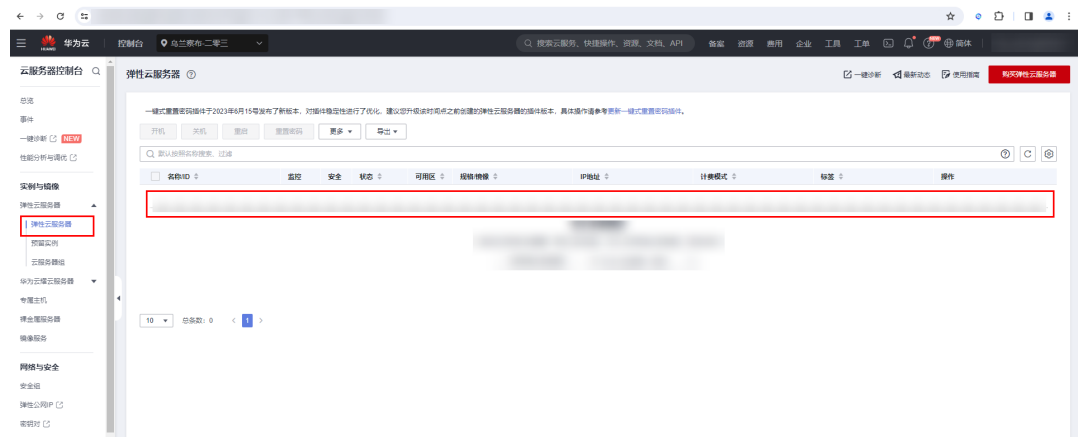 HUAWEI 华为云 控制台 乌兰察布-二零三 搜索云服务、快捷操作、资源、文档、API 备案 资源 费用 企业 工具 工单 简体
云服务器控制台
弹性云服务器 一键诊断 最新动态 使用指南 购买弹性云服务器
总览
事件
一键诊断 NEW
性能分析与调优
实例与镜像
弹性云服务器
弹性云服务器
预留实例
云服务器组
华为云耀云服务器
专属主机
裸金属服务器
镜像服务
网络与安全
安全组
弹性公网IP
密钥对
一键式重置密码插件于2023年6月15号发布了新版本，对插件稳定性进行了优化，建议您升级该时间点之前创建的弹性云服务器的插件版本，具体操作请参考更新一键式重置密码插件。
开机 关机 重启 重置密码 更多 导出
默认按照名称搜索、过滤
名称/ID 监控 安全 状态 可用区 规格/镜像 IP地址 计费模式 标签 操作
10 总条数: 0 < 1 >